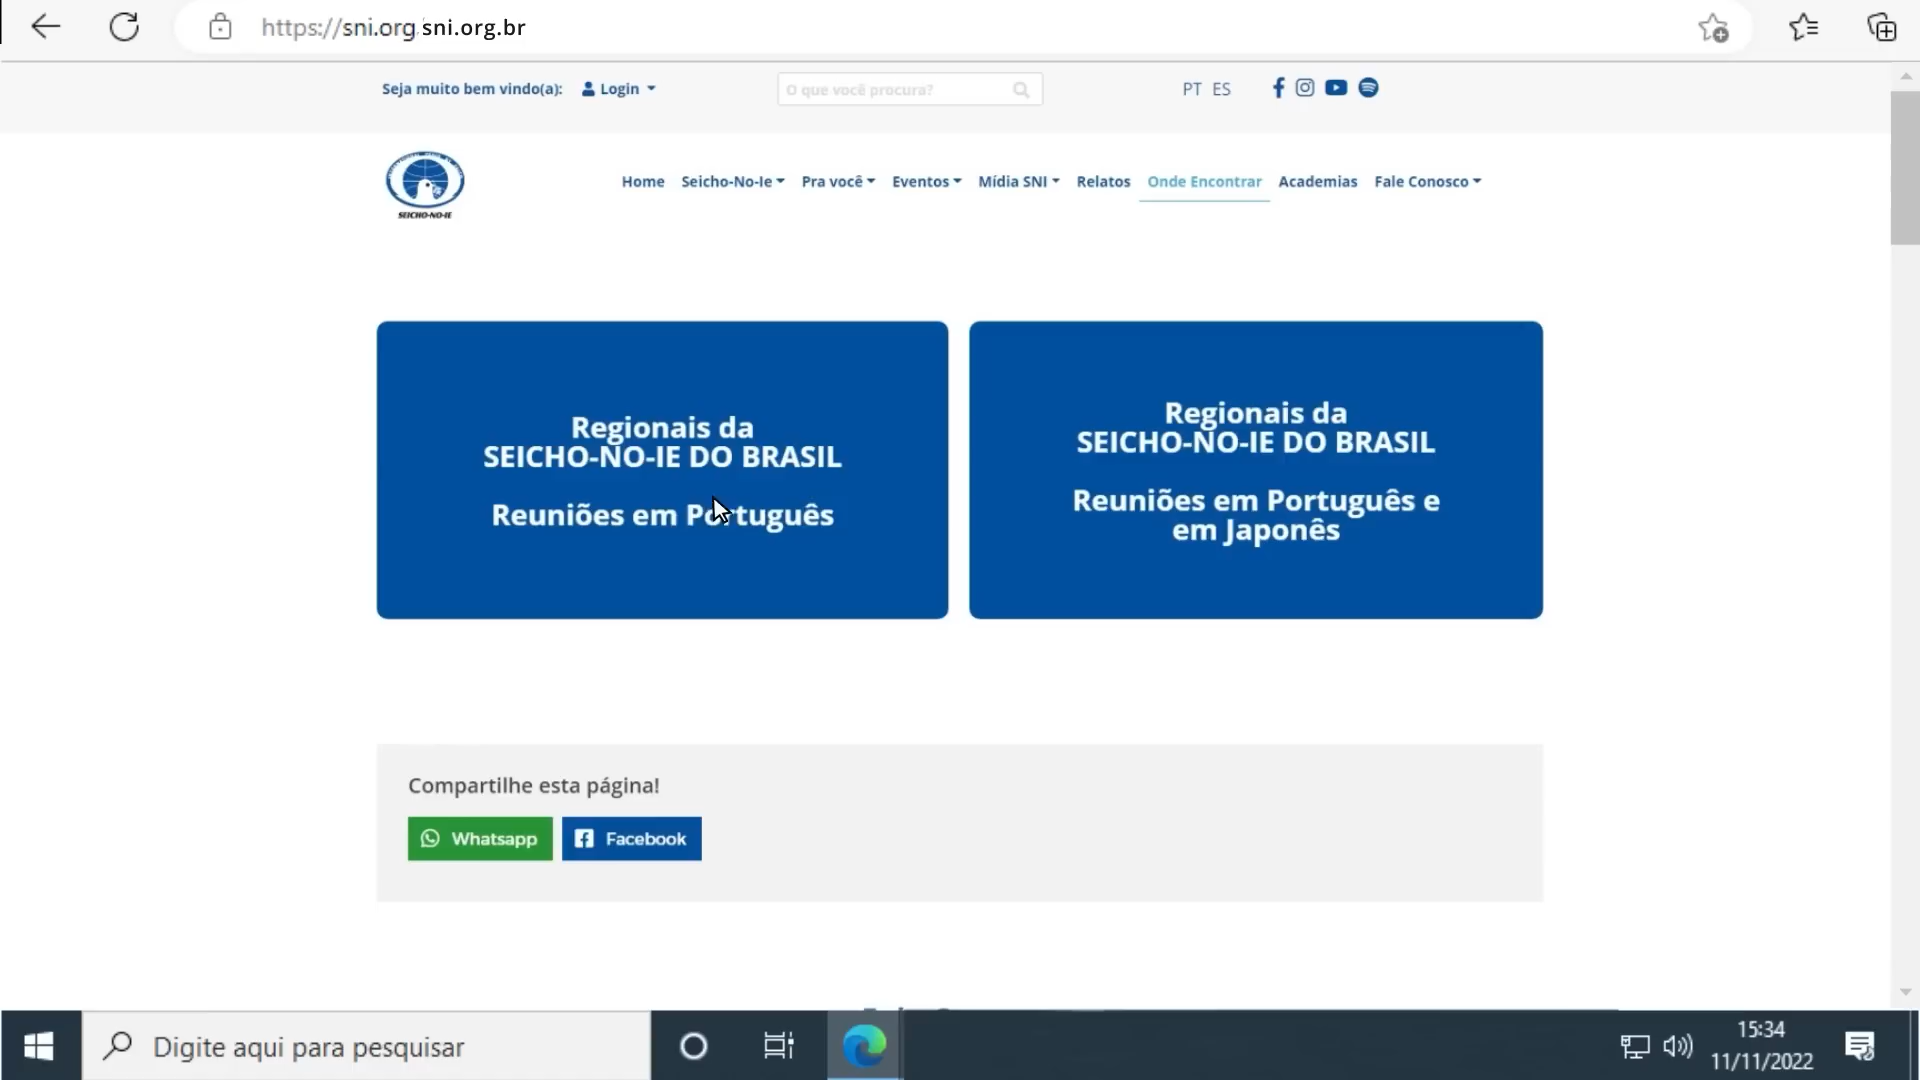 https://sni.org sni.org.br
Seja muito bem vindo(a): Login
O que você procura?
PT ES
SEICHO-NO-IE
Home Seicho-No-Ie Pra você Eventos Mídia SNI Relatos Onde Encontrar Academias Fale Conosco
Regionais da
SEICHO-NO-IE DO BRASIL
Reuniões em Português
Regionais da
SEICHO-NO-IE DO BRASIL
Reuniões em Português e
em Japonês
Compartilhe esta página!
Whatsapp Facebook
Digite aqui para pesquisar
15:34
11/11/2022